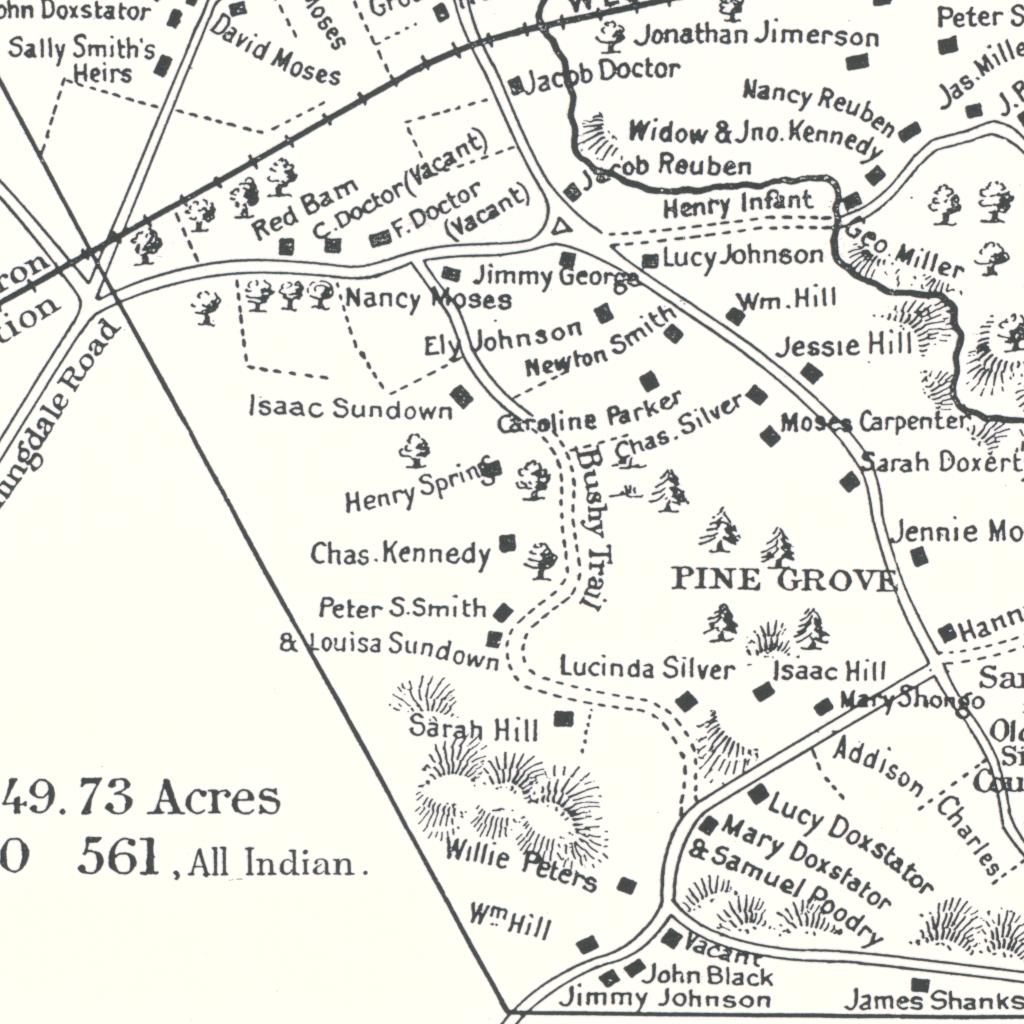 John Doxstator
Sally Smith's
Heirs
David Moses
Moses
Jonathan Jimerson
Peter S
Jacob Doctor
Jas. Mille
Nancy Reuben
Widow & Jno. Kennedy
Jacob Reuben
Henry Infant
Geo Miller
Red Barn
C. Doctor (Vacant)
F. Doctor
(Vacant)
Lucy Johnson
Jimmy George
Nancy Moses
Wm. Hill
Ely Johnson
Newton Smith
Jessie Hill
Isaac Sundown
Caroline Parker
Chas. Silver
Moses Carpenter
Sarah Doxert
Henry Spring
Bushy Trail
Jennie Mo
Chas. Kennedy
PINE GROVE
Peter S. Smith
& Louisa Sundown
Hann
Lucinda Silver
Isaac Hill
Mary Shongo
Sarah Hill
Addison
Charles
49.73 Acres
0 561, All Indian.
Lucy Doxstator
Mary Doxstator
& Samuel Poodry
Willie Peters
Wm Hill
Vacant
John Black
Jimmy Johnson
James Shanks
Road